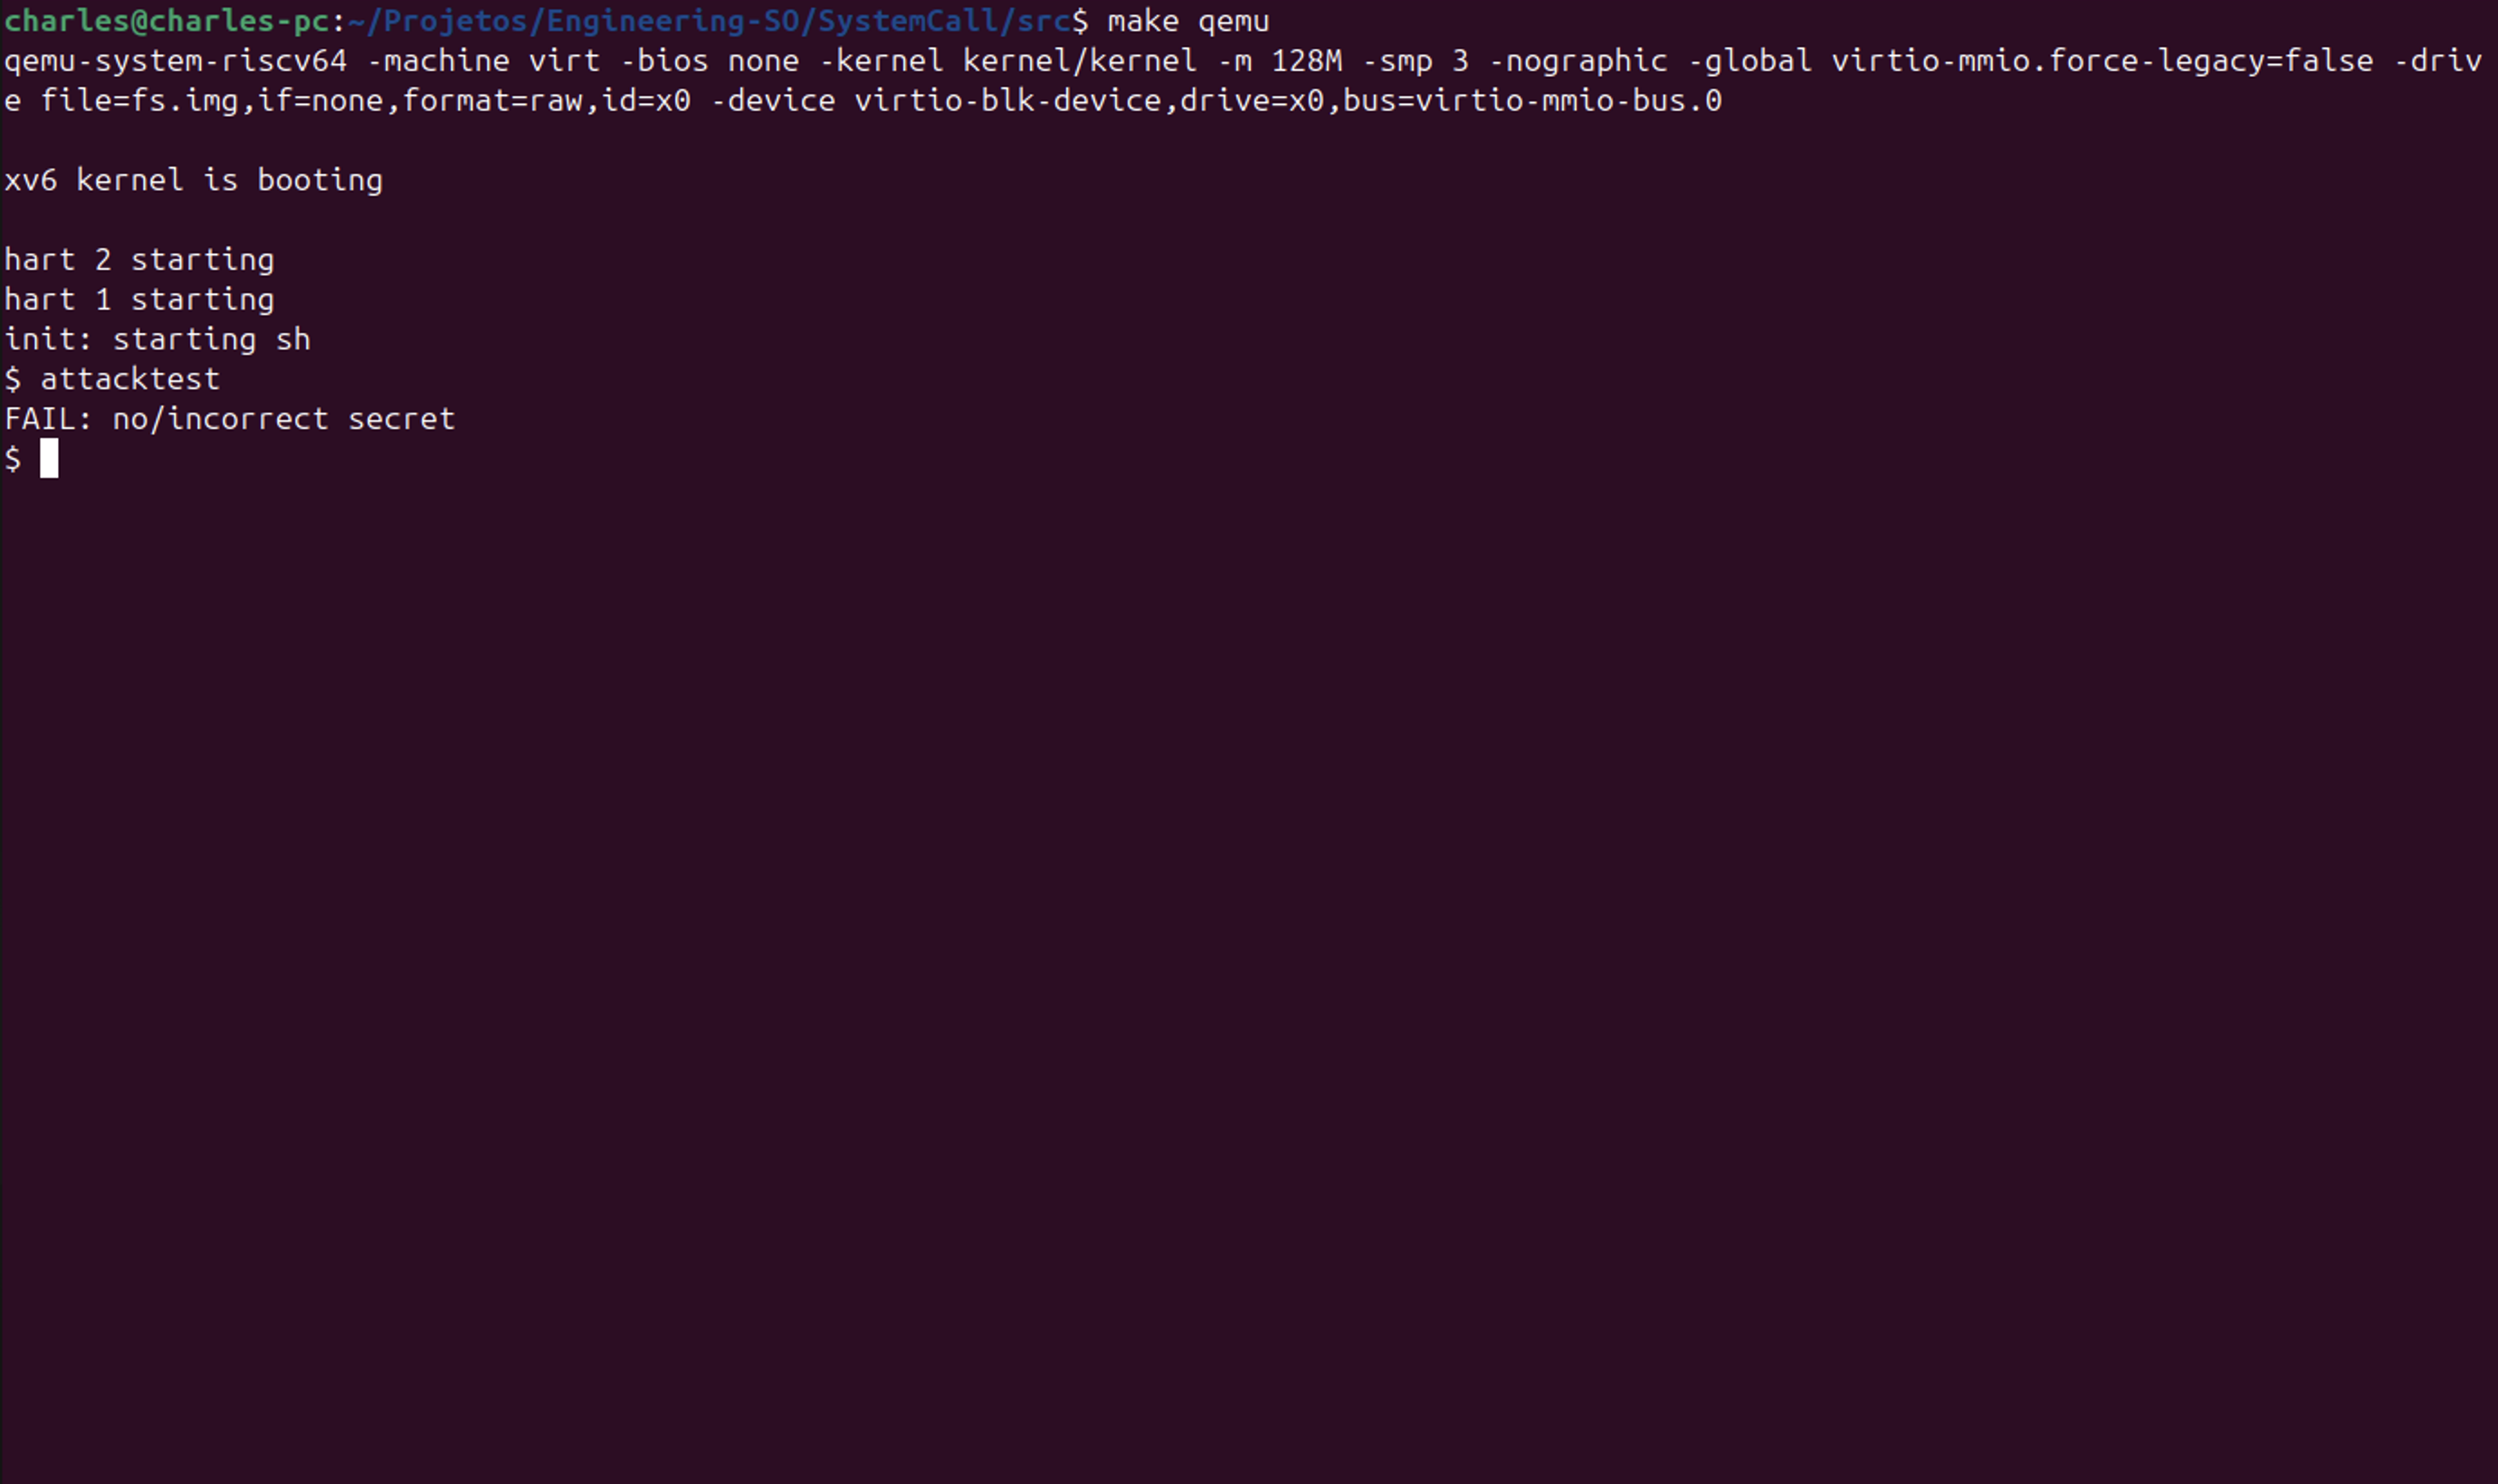 charles@charles-pc:~/Projetos/Engineering-SO/SystemCall/src$ make qemu
qemu-system-riscv64 -machine virt -bios none -kernel kernel/kernel -m 128M -smp 3 -nographic -global virtio-mmio.force-legacy=false -driv
e file=fs.img,if=none,format=raw,id=x0 -device virtio-blk-device,drive=x0,bus=virtio-mmio-bus.0
xv6 kernel is booting
hart 2 starting
hart 1 starting
init: starting sh
$ attacktest
FAIL: no/incorrect secret
$